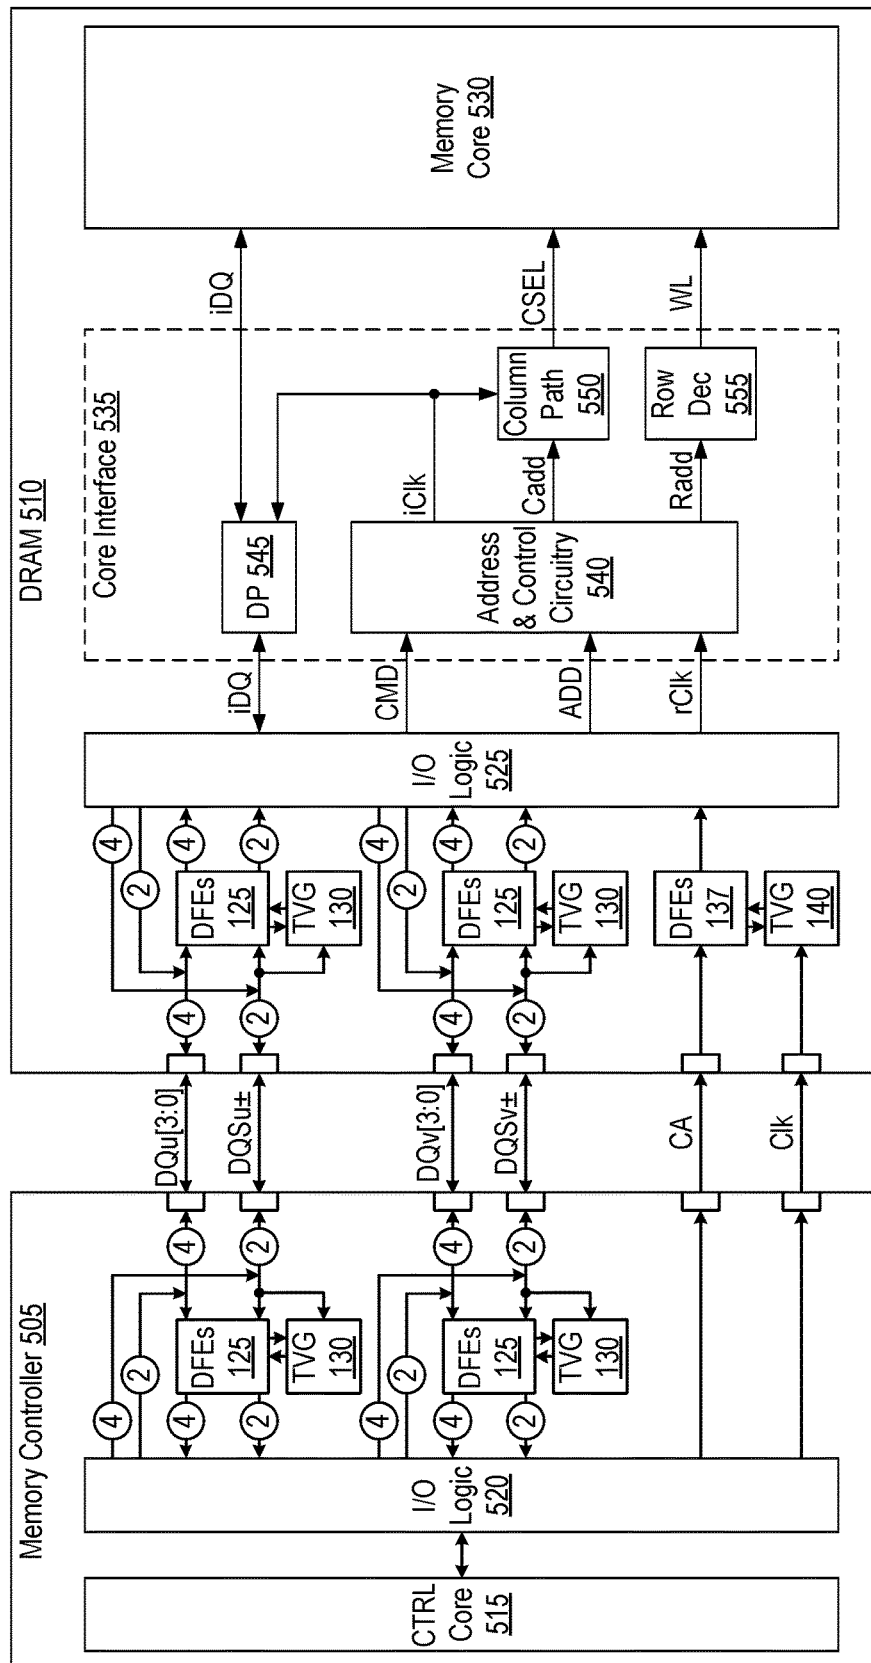 Memory Controller 505
CTRL
Core
515
I/O
Logic
520
4
2
4
2
DFEs
125
TVG
130
4
2
4
2
4
2
DFEs
125
TVG
130
4
2
DQu[3:0]
DQSu±
DQv[3:0]
DQSv±
CA
Clk
DRAM 510
4
2
DFEs
125
TVG
130
4
2
4
2
4
2
DFEs
125
TVG
130
4
2
4
2
DFEs
137
TVG
140
I/O
Logic
525
iDQ
CMD
ADD
rClk
Core Interface 535
DP 545
Address
& Control
Circuitry
540
iClk
Cadd
Radd
Column
Path
550
Row
Dec
555
iDQ
CSEL
WL
Memory
Core 530